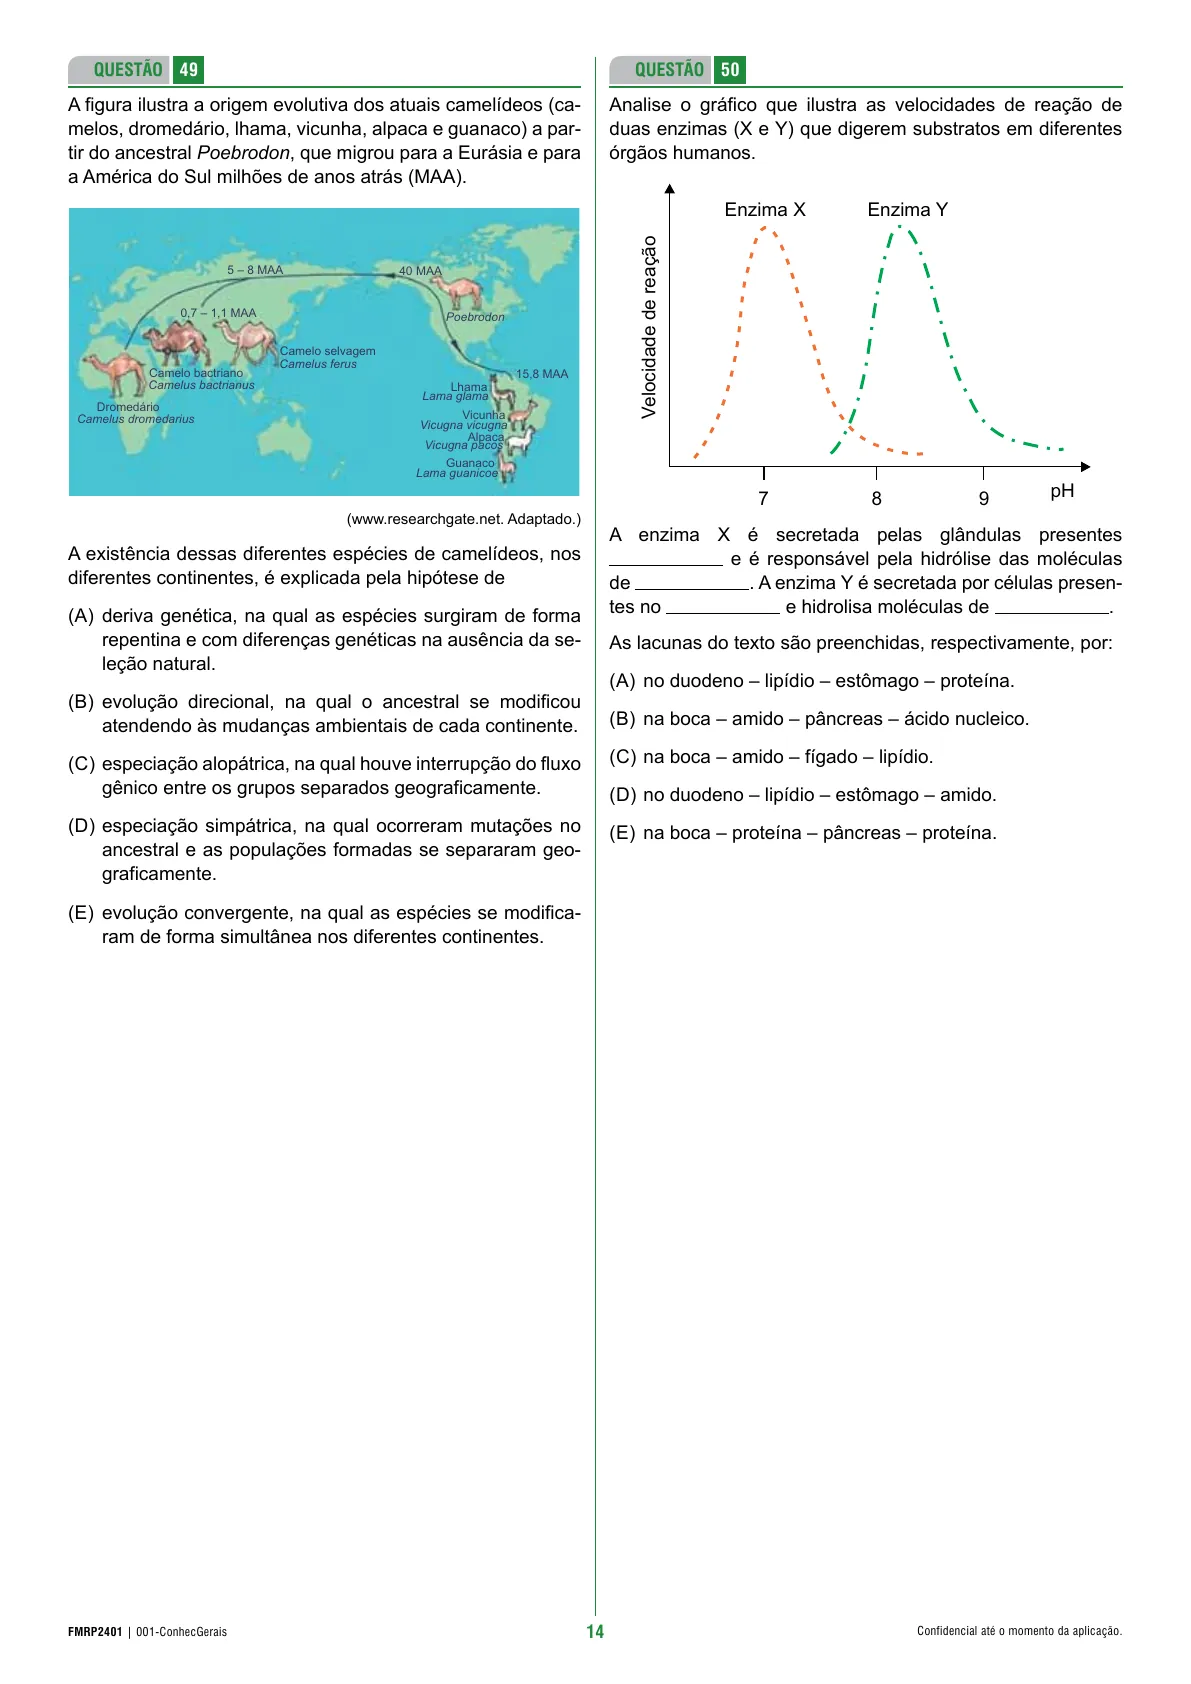 QUESTÃO 49
A figura ilustra a origem evolutiva dos atuais camelídeos (ca-
melos, dromedário, lhama, vicunha, alpaca e guanaco) a par-
tir do ancestral Poebrodon, que migrou para a Eurásia e para
a América do Sul milhões de anos atrás (MAA).
5 – 8 MAA
40 MAA
0,7 – 1,1 MAA
Poebrodon
Camelo selvagem
Camelus ferus
Camelo bactriano
Camelus bactrianus
15,8 MAA
Lhama
Lama glama
Dromedário
Camelus dromedarius
Vicunha
Vicugna vicugna
Alpaca
Vicugna pacos
Guanaco
Lama guanicoe
(www.researchgate.net. Adaptado.)
A existência dessas diferentes espécies de camelídeos, nos
diferentes continentes, é explicada pela hipótese de
(A) deriva genética, na qual as espécies surgiram de forma
repentina e com diferenças genéticas na ausência da se-
leção natural.
(B) evolução direcional, na qual o ancestral se modificou
atendendo às mudanças ambientais de cada continente.
(C) especiação alopátrica, na qual houve interrupção do fluxo
gênico entre os grupos separados geograficamente.
(D) especiação simpátrica, na qual ocorreram mutações no
ancestral e as populações formadas se separaram geo-
graficamente.
(E) evolução convergente, na qual as espécies se modifica-
ram de forma simultânea nos diferentes continentes.
QUESTÃO 50
Analise o gráfico que ilustra as velocidades de reação de
duas enzimas (X e Y) que digerem substratos em diferentes
órgãos humanos.
Enzima X Enzima Y
Velocidade de reação
7 8 9 pH
A enzima X é secretada pelas glândulas presentes
___________ e é responsável pela hidrólise das moléculas
de ___________. A enzima Y é secretada por células presen-
tes no ___________ e hidrolisa moléculas de ___________.
As lacunas do texto são preenchidas, respectivamente, por:
(A) no duodeno – lipídio – estômago – proteína.
(B) na boca – amido – pâncreas – ácido nucleico.
(C) na boca – amido – fígado – lipídio.
(D) no duodeno – lipídio – estômago – amido.
(E) na boca – proteína – pâncreas – proteína.
FMRP2401 | 001-ConhecGerais
14
Confidencial até o momento da aplicação.